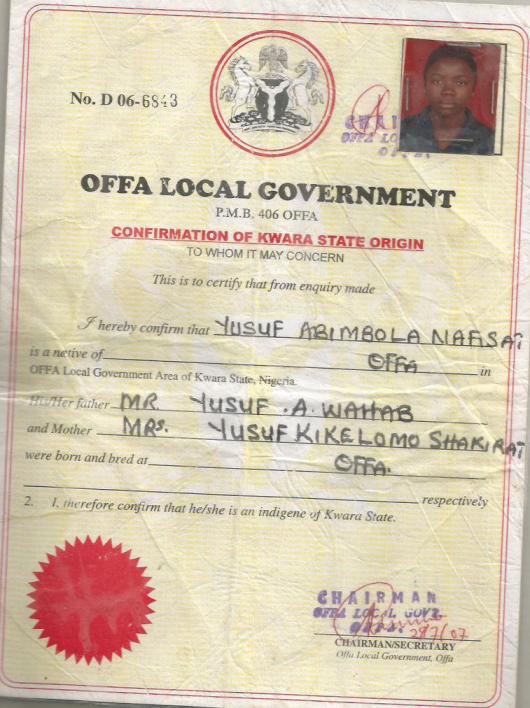 No. D 06-6843
CHAI
OFFA LO
OFFA LOCAL GOVERNMENT
P.M.B. 406 OFFA
CONFIRMATION OF KWARA STATE ORIGIN
TO WHOM IT MAY CONCERN
This is to certify that from enquiry made
I hereby confirm that YUSUF ABIMBOLA NAFISAT
is a netive of OFFA in
OFFA Local Government Area of Kwara State, Nigeria.
His/Her father MR. YUSUF .A. WAHAB
and Mother MRS. YUSUF KIKELOMO SHAKIRAT
were born and bred at OFFA.
respectively
2. I, therefore confirm that he/she is an indigene of Kwara State.
CHAIRMAN
OFFA LOCAL GOVT.
OFFA.
28/7/07
CHAIRMAN/SECRETARY
Offa Local Government, Offa